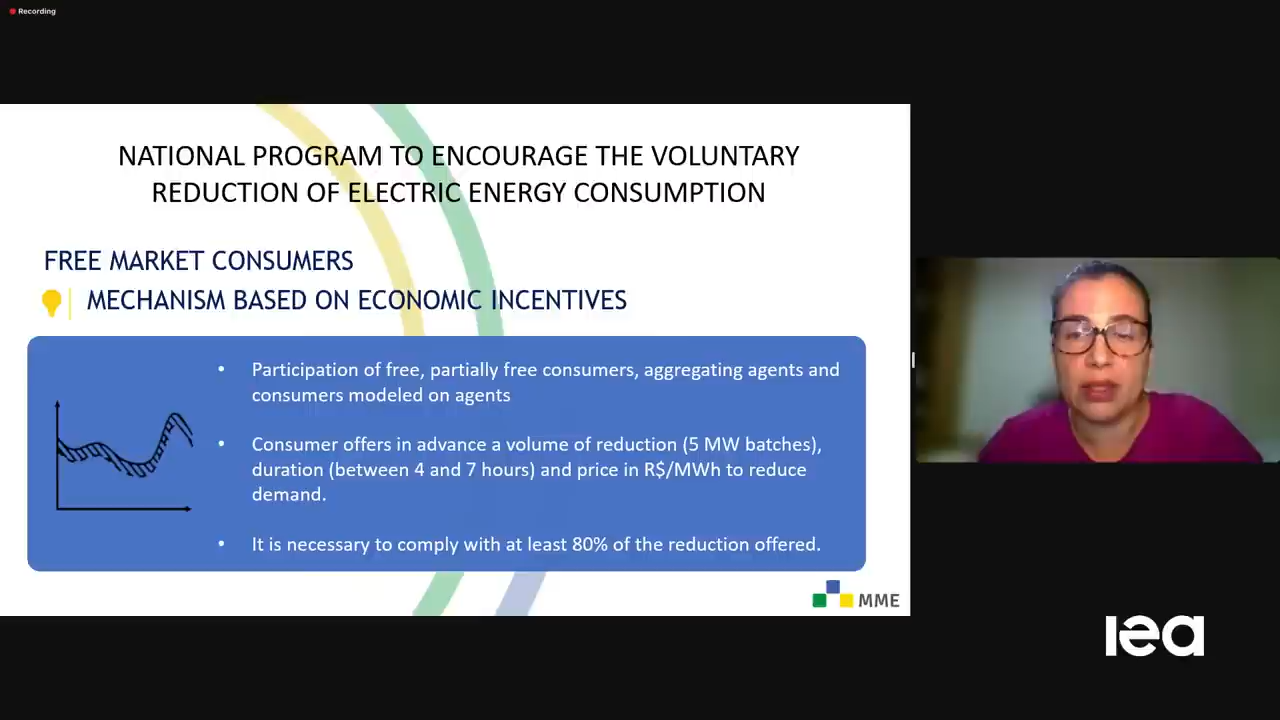 Recording
NATIONAL PROGRAM TO ENCOURAGE THE VOLUNTARY
REDUCTION OF ELECTRIC ENERGY CONSUMPTION
FREE MARKET CONSUMERS
MECHANISM BASED ON ECONOMIC INCENTIVES
• Participation of free, partially free consumers, aggregating agents and
consumers modeled on agents
• Consumer offers in advance a volume of reduction (5 MW batches),
duration (between 4 and 7 hours) and price in R$/MWh to reduce
demand.
• It is necessary to comply with at least 80% of the reduction offered.
MME
iea